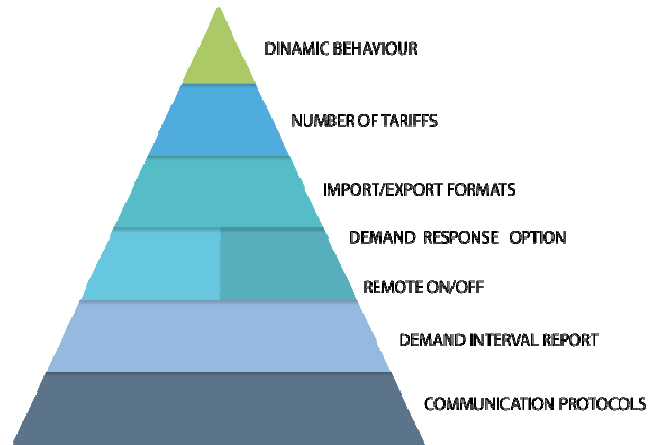 DINAMIC BEHAVIOUR
NUMBER OF TARIFFS
IMPORT/EXPORT FORMATS
DEMAND RESPONSE OPTION
REMOTE ON/OFF
DEMAND INTERVAL REPORT
COMMUNICATION PROTOCOLS